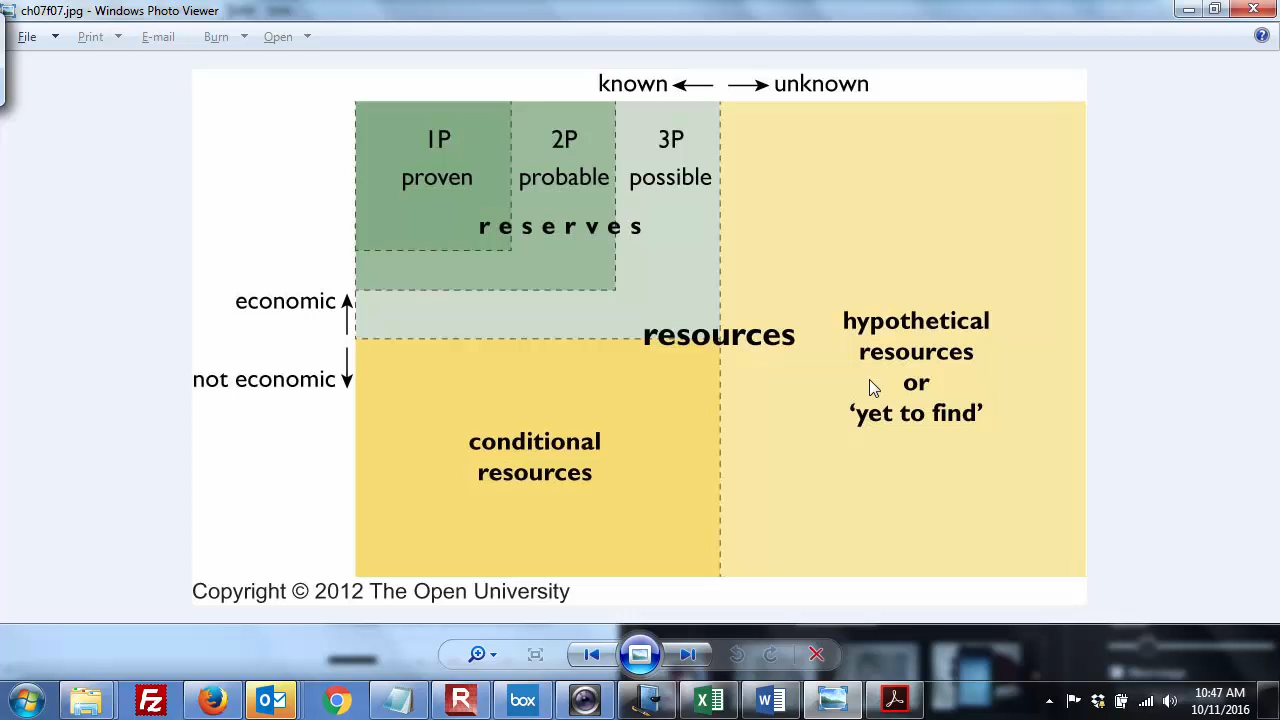 ch07f07.jpg - Windows Photo Viewer
File Print E-mail Burn Open
known unknown
1P 2P 3P
proven probable possible
reserves
economic
not economic
resources
hypothetical
resources
or
‘yet to find’
conditional
resources
Copyright © 2012 The Open University
box
10:47 AM
10/11/2016